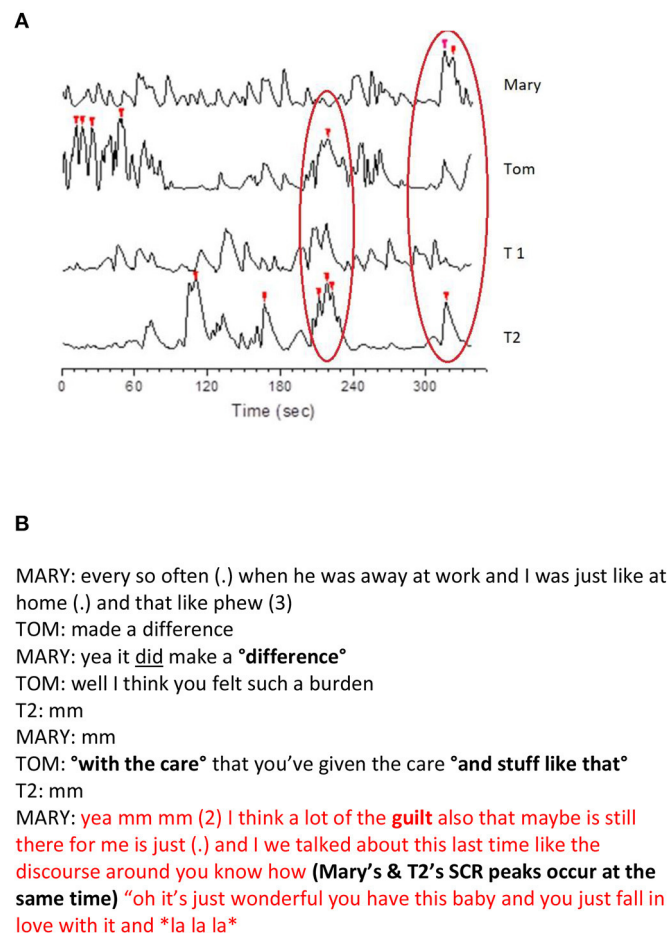 A
Mary
Tom
T 1
T2
0 60 120 180 240 300
Time (sec)
B
MARY: every so often (.) when he was away at work and I was just like at
home (.) and that like phew (3)
TOM: made a difference
MARY: yea it did make a °difference°
TOM: well I think you felt such a burden
T2: mm
MARY: mm
TOM: °with the care° that you’ve given the care °and stuff like that°
T2: mm
MARY: yea mm mm (2) I think a lot of the guilt also that maybe is still
there for me is just (.) and I we talked about this last time like the
discourse around you know how (Mary’s & T2’s SCR peaks occur at the
same time) “oh it’s just wonderful you have this baby and you just fall in
love with it and *la la la*